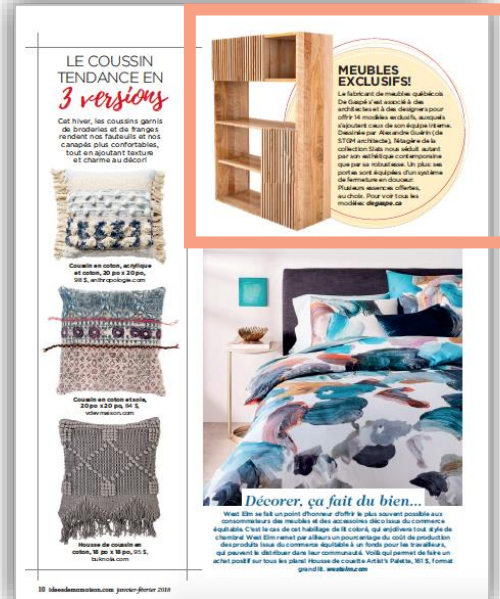 LE COUSSIN
TENDANCE EN
3 versions
Cet hiver, les coussins garnis
de broderies et de franges
rendent nos fauteuils et nos
canapés plus confortables,
tout en ajoutant texture
et charme au décor!
Coussin en coton, acrylique
et coton, 20 po x 20 po,
98 $, anthropologie.com
Coussin en coton et soie,
20 po x 20 po, 84 $,
vdevmaison.com
Housse de coussin en
coton, 18 po x 18 po, 95 $,
buknola.com
MEUBLES
EXCLUSIFS!
Le fabricant de meubles québécois
De Gaspé s'est associé à des
architectes et à des designers pour
offrir 14 modèles exclusifs, auxquels
s'ajoutent ceux de son équipe interne.
Dessinée par Alexandre Guérin (de
STGM architecte), l'étagère de la
collection Slats nous séduit autant
par son esthétique contemporaine
que par sa robustesse. Un plus: ses
portes sont équipées d'un système
de fermeture en douceur.
Plusieurs essences offertes,
au choix. Pour voir tous les
modèles: degaspe.ca
Décorer, ça fait du bien...
West Elm se fait un point d'honneur d'offrir le plus souvent possible aux
consommateurs des meubles et des accessoires déco issus du commerce
équitable. C'est le cas de cet habillage de lit coloré, qui enjolivera tout style de
chambre! West Elm remet par ailleurs un pourcentage du coût de production
des produits issus du commerce équitable à un fonds pour les travailleurs,
qui peuvent le distribuer dans leur communauté. Voilà qui permet de faire un
achat positif sur tous les plans! Housse de couette Artist's Palette, 161 $, format
grand lit. westelm.com
10 ideesdemamaison.com janvier-février 2018